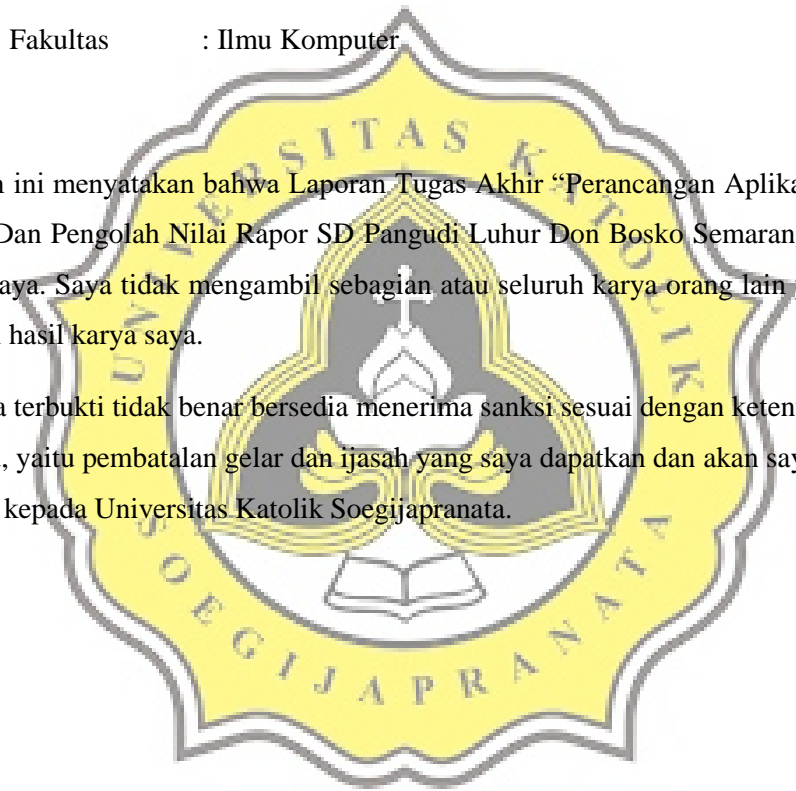 Fakultas : Ilmu Komputer
ini menyatakan bahwa Laporan Tugas Akhir “Perancangan Aplika
Dan Pengolah Nilai Rapor SD Pangudi Luhur Don Bosko Semaran
aya. Saya tidak mengambil sebagian atau seluruh karya orang lain
hasil karya saya.
a terbukti tidak benar bersedia menerima sanksi sesuai dengan keten
, yaitu pembatalan gelar dan ijasah yang saya dapatkan dan akan say
kepada Universitas Katolik Soegijapranata.
UNIVERSITAS KATOLIK
SOEGIJAPRANATA